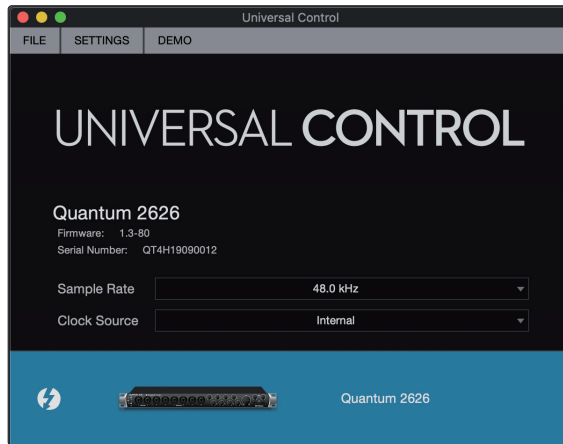 Universal Control
FILE SETTINGS DEMO
UNIVERSAL CONTROL
Quantum 2626
Firmware: 1.3-80
Serial Number: QT4H19090012
Sample Rate 48.0 kHz
Clock Source Internal
Quantum 2626